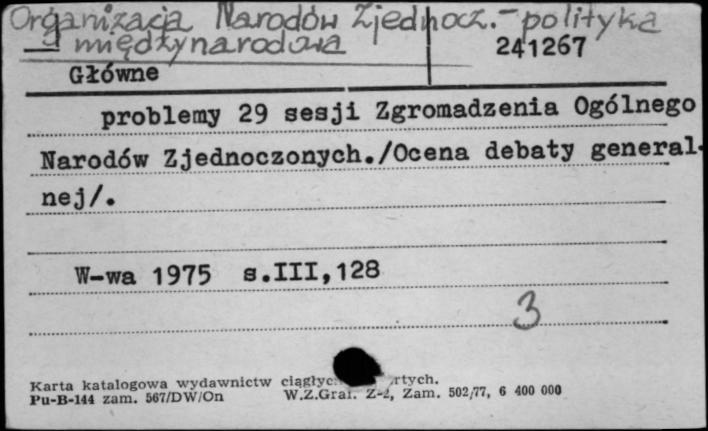 Organizacja Narodów Zjednocz.-polityka
międzynarodowa
241267
Główne
problemy 29 sesji Zgromadzenia Ogólnego
Narodów Zjednoczonych./Ocena debaty general-
nej/.
W-wa 1975 s.III,128
3
Karta katalogowa wydawnictw
Pu-B-144 zam. 567/DW/On W.Z.Graf. Z-2, Zam. 502/77, 6 400 000